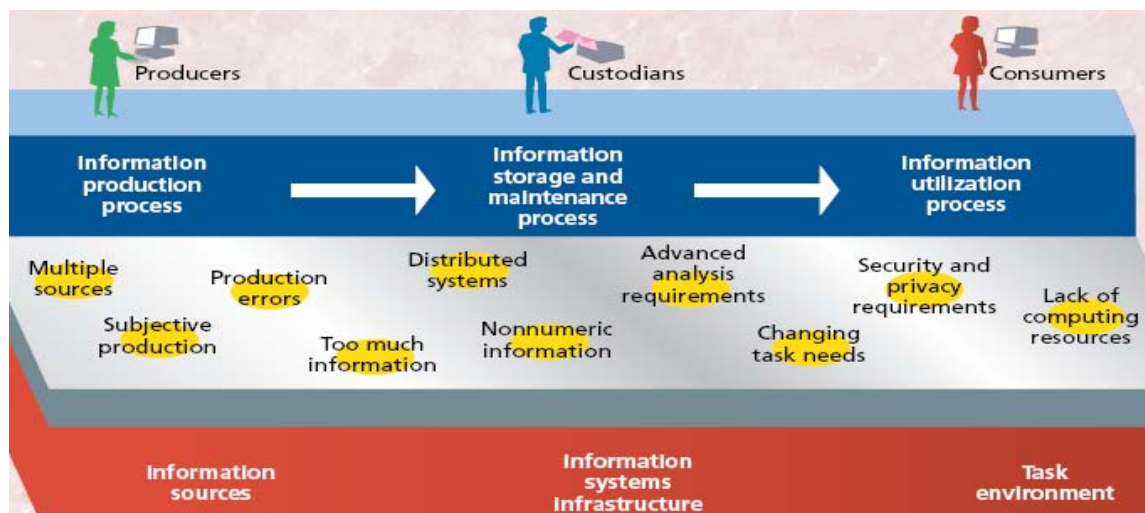 Producers
Custodians
Consumers
Information
production
process
Information
storage and
maintenance
process
Information
utilization
process
Multiple
sources
Subjective
production
Production
errors
Too much
information
Distributed
systems
Nonnumeric
information
Advanced
analysis
requirements
Changing
task needs
Security and
privacy
requirements
Lack of
computing
resources
Information
sources
Information
systems
infrastructure
Task
environment